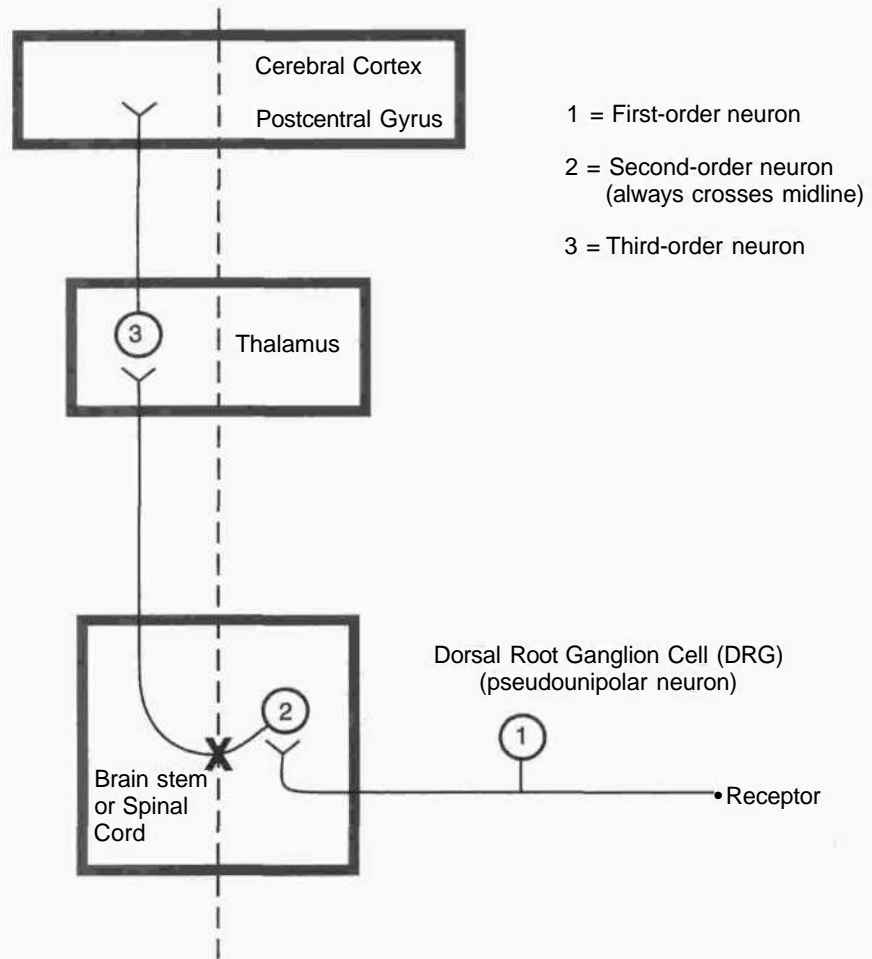 Cerebral Cortex
Postcentral Gyrus
1 = First-order neuron
2 = Second-order neuron
(always crosses midline)
3 = Third-order neuron
3
Thalamus
Dorsal Root Ganglion Cell (DRG)
(pseudounipolar neuron)
2
1
X
Brain stem
or Spinal
Cord
Receptor